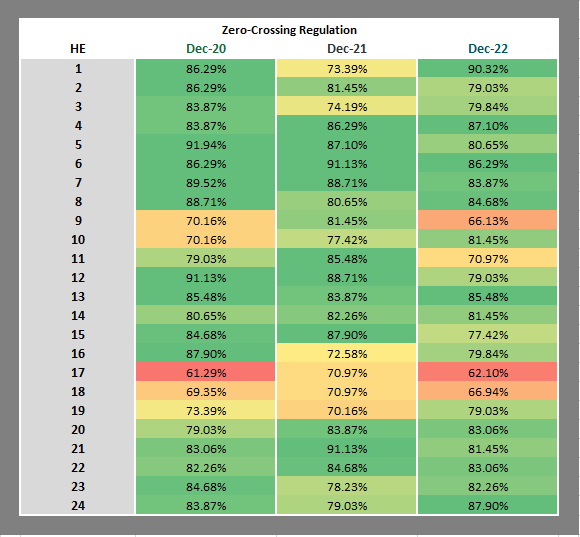 Zero-Crossing Regulation
HE Dec-20 Dec-21 Dec-22
1 86.29% 73.39% 90.32%
2 86.29% 81.45% 79.03%
3 83.87% 74.19% 79.84%
4 83.87% 86.29% 87.10%
5 91.94% 87.10% 80.65%
6 86.29% 91.13% 86.29%
7 89.52% 88.71% 83.87%
8 88.71% 80.65% 84.68%
9 70.16% 81.45% 66.13%
10 70.16% 77.42% 81.45%
11 79.03% 85.48% 70.97%
12 91.13% 88.71% 79.03%
13 85.48% 83.87% 85.48%
14 80.65% 82.26% 81.45%
15 84.68% 87.90% 77.42%
16 87.90% 72.58% 79.84%
17 61.29% 70.97% 62.10%
18 69.35% 70.97% 66.94%
19 73.39% 70.16% 79.03%
20 79.03% 83.87% 83.06%
21 83.06% 91.13% 81.45%
22 82.26% 84.68% 83.06%
23 84.68% 78.23% 82.26%
24 83.87% 79.03% 87.90%